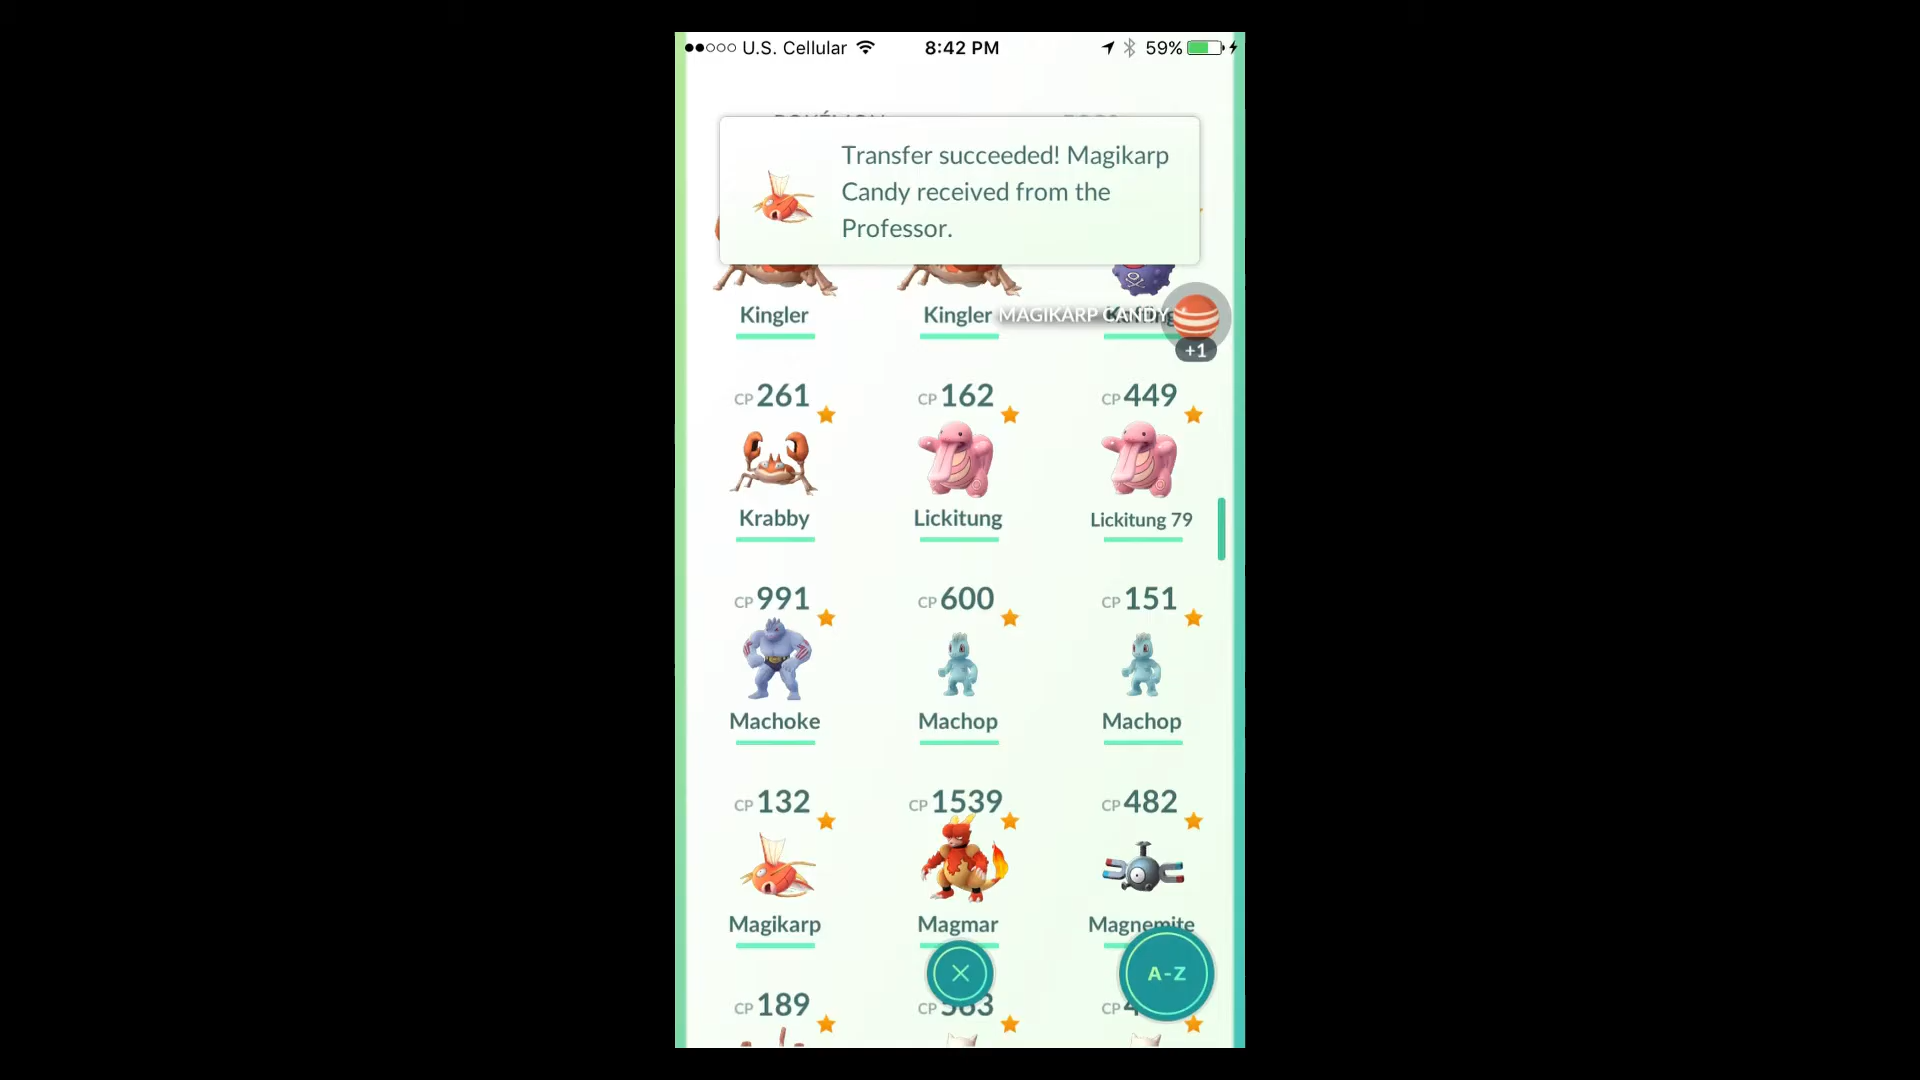 U.S. Cellular 8:42 PM 59%
POKÉMON
Transfer succeeded! Magikarp
Candy received from the
Professor.
Kingler Kingler
MAGIKARP CANDY
+1
CP 261 CP 162 CP 449
Krabby Lickitung Lickitung 79
CP 991 CP 600 CP 151
Machoke Machop Machop
CP 132 CP 1539 CP 482
Magikarp Magmar Magnemite
A-Z
CP 189 CP 563 CP